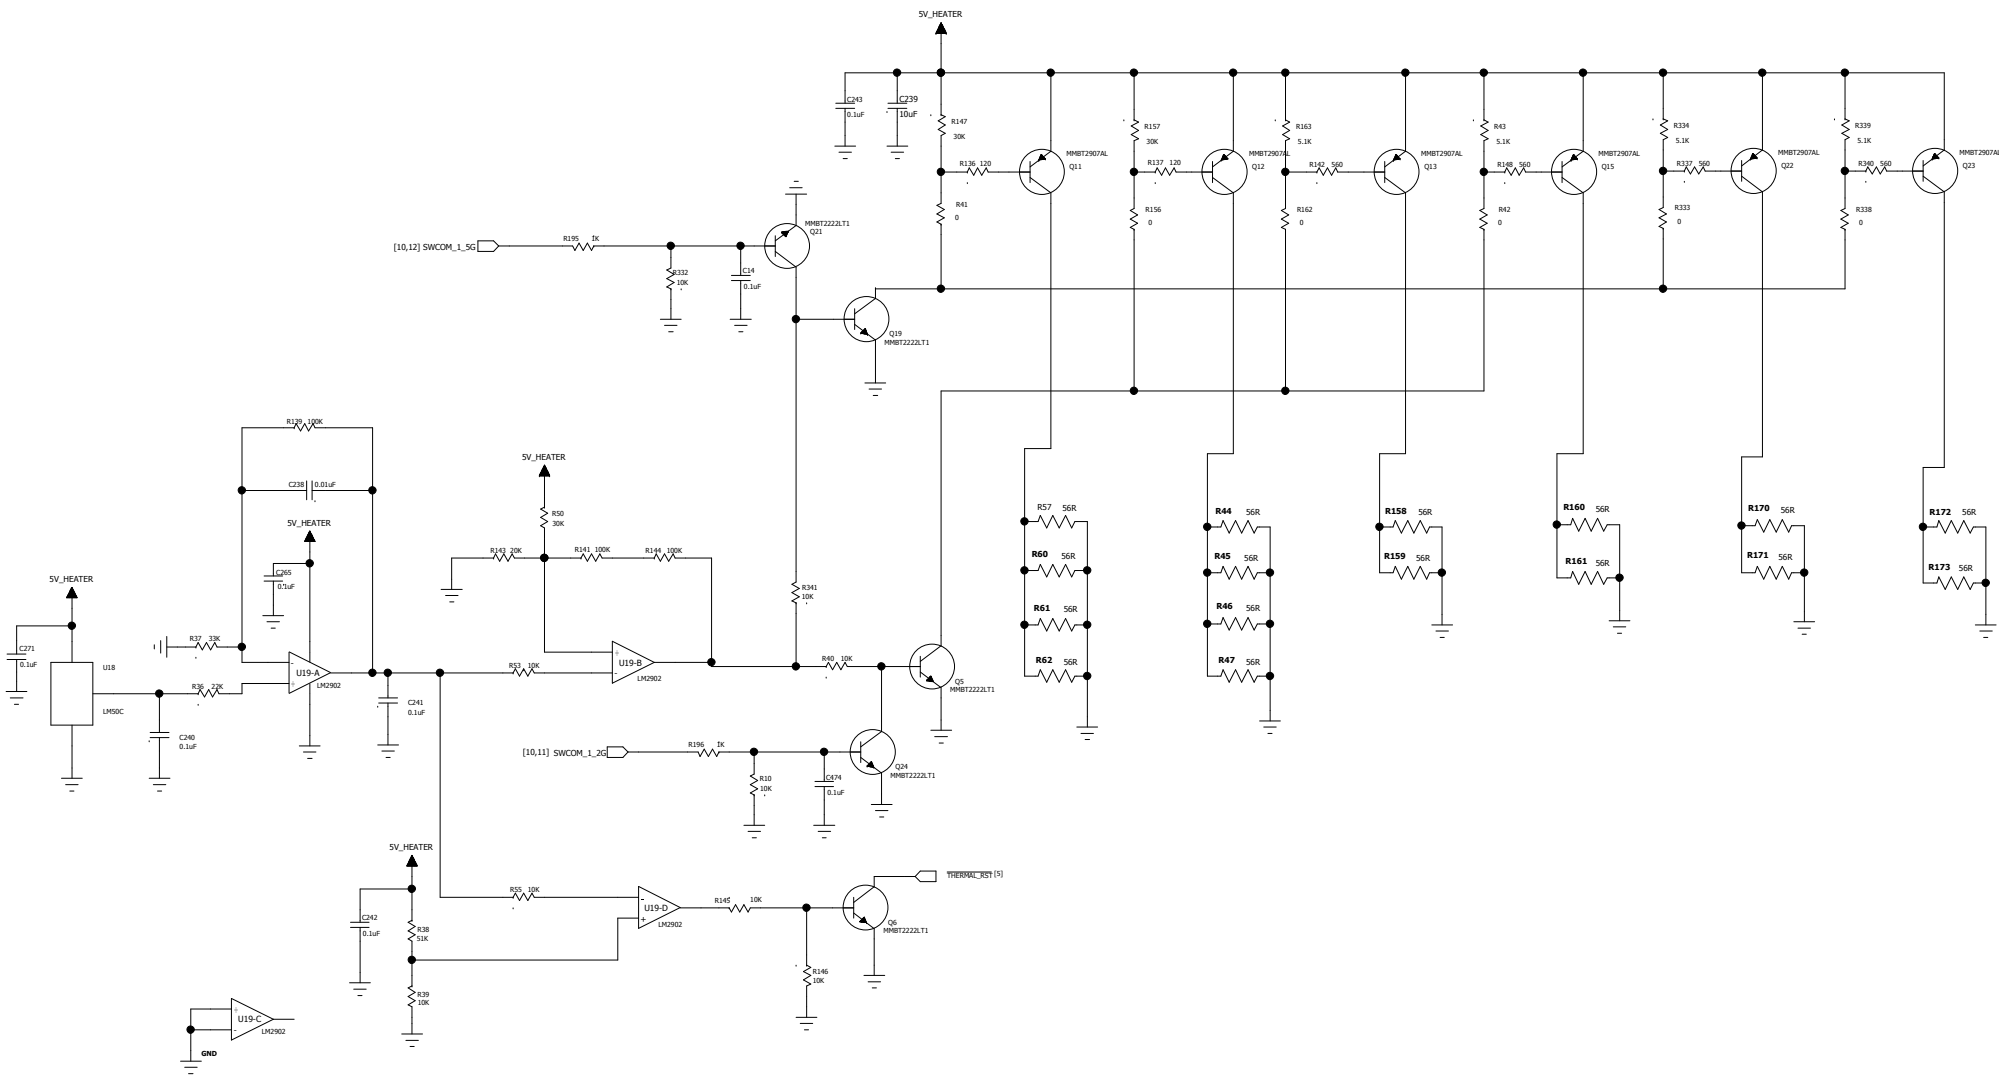 5V_HEATER
C243
0.1uF
C239
10uF
R147
30K
R157
30K
R163
5.1K
R43
5.1K
R334
5.1K
R339
5.1K
R136 120
MMBT2907AL
Q11
R137 120
MMBT2907AL
Q12
R142 560
MMBT2907AL
Q13
R148 560
MMBT2907AL
Q15
R337 560
MMBT2907AL
Q22
R340 560
MMBT2907AL
Q23
R41
0
R156
0
R162
0
R42
0
R333
0
R338
0
MMBT2222LT1
Q21
[10,12] SWCOM_1_5G
R195 1K
R332
10K
C14
0.1uF
Q19
MMBT2222LT1
R139 100K
C238 0.01uF
5V_HEATER
5V_HEATER
R50
30K
R143 20K
R141 100K
R144 100K
C265
0.1uF
5V_HEATER
R341
10K
R37 33K
C271
0.1uF
U18
LM50C
R36 22K
U19-A
LM2902
-
+
C240
0.1uF
C241
0.1uF
R53 10K
+
-
U19-B
LM2902
R40 10K
Q5
MMBT2222LT1
R57 56R
R60 56R
R61 56R
R62 56R
R44 56R
R45 56R
R46 56R
R47 56R
R158 56R
R159 56R
R160 56R
R161 56R
R170 56R
R171 56R
R172 56R
R173 56R
[10,11] SWCOM_1_2G
R196 1K
R10
10K
C474
0.1uF
Q24
MMBT2222LT1
5V_HEATER
C242
0.1uF
R38
51K
R39
10K
R55 10K
-
+
U19-D
LM2902
R145 10K
R146
10K
THERMAL_RST [5]
Q6
MMBT2222LT1
+
-
U19-C
LM2902
GND